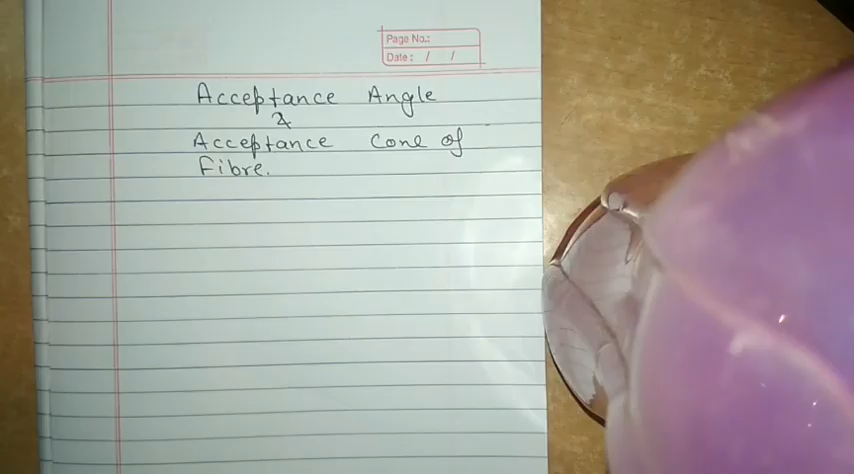 Page No.:
Date: / /
Acceptance Angle
&
Acceptance Cone of
Fibre.